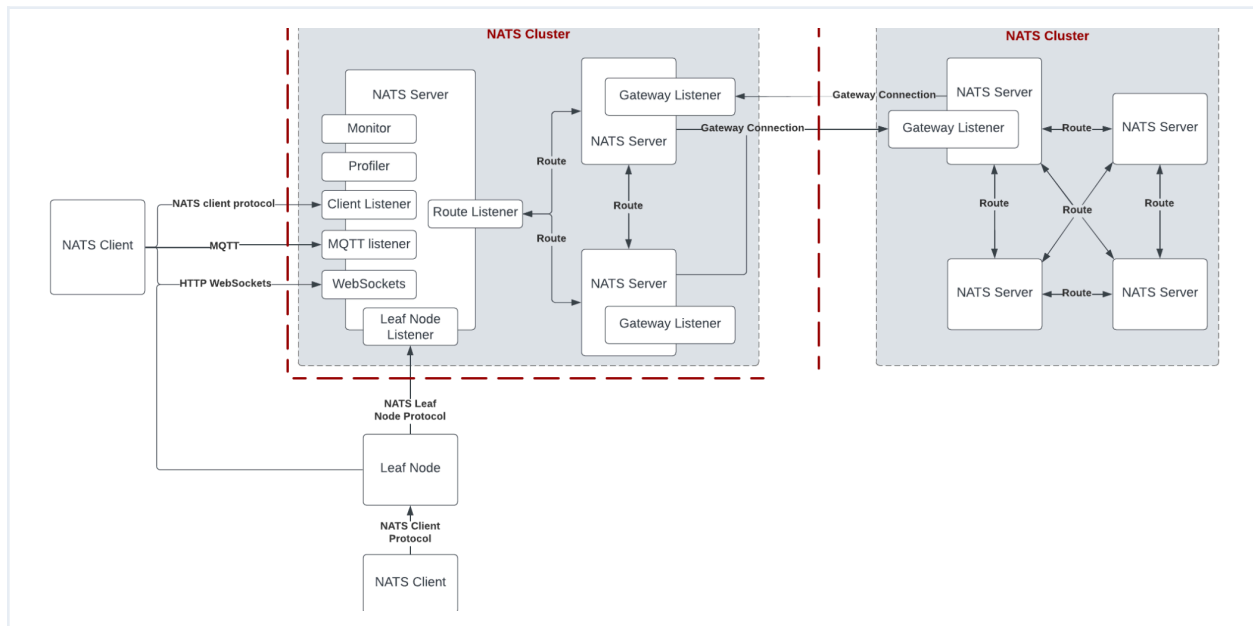 NATS Cluster
NATS Server
Monitor
Profiler
Client Listener
MQTT listener
WebSockets
Leaf Node
Listener
Route Listener
NATS client protocol
MQTT
HTTP WebSockets
NATS Client
Route
Route
Route
Gateway Listener
NATS Server
NATS Server
Gateway Listener
Gateway Connection
Gateway Connection
NATS Cluster
NATS Server
Gateway Listener
NATS Server
Route
Route
Route
Route
NATS Server
Route
NATS Server
NATS Leaf
Node Protocol
Leaf Node
NATS Client
Protocol
NATS Client